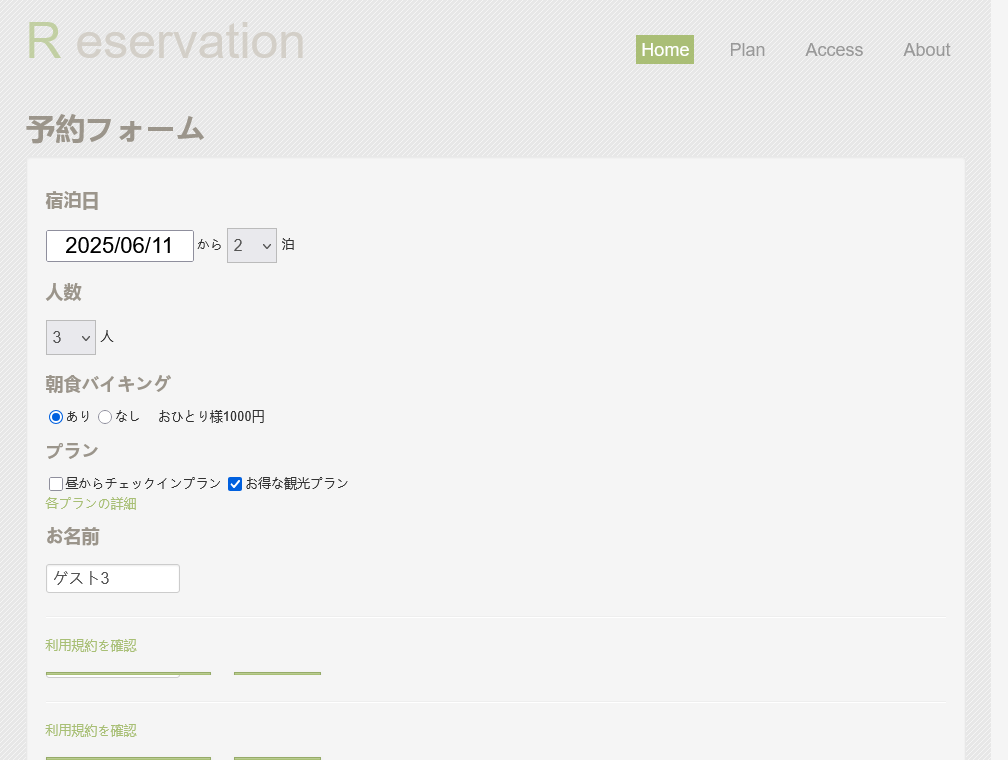 R eservation
Home Plan Access About
予約フォーム
宿泊日
2025/06/11 から 2 泊
人数
3 人
朝食バイキング
あり なし おひとり様1000円
プラン
昼からチェックインプラン お得な観光プラン
各プランの詳細
お名前
ゲスト3
利用規約を確認
利用規約を確認